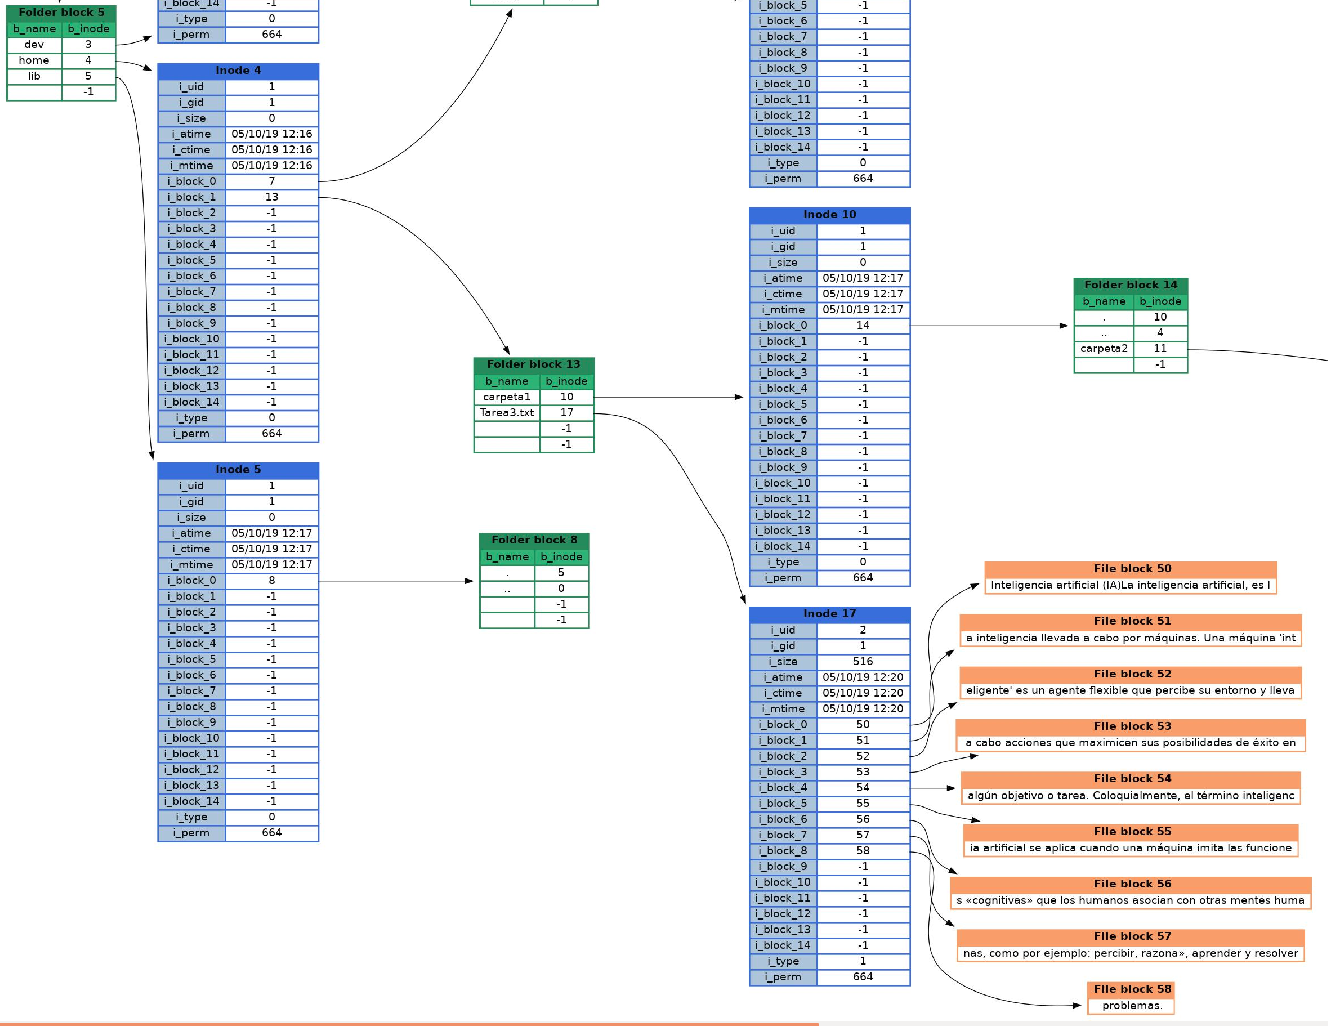 Folder block 5
b_name b_inode
dev 3
home 4
lib 5
-1
i_block_14 -1
i_type 0
i_perm 664
Inode 4
i_uid 1
i_gid 1
i_size 0
i_atime 05/10/19 12:16
i_ctime 05/10/19 12:16
i_mtime 05/10/19 12:16
i_block_0 7
i_block_1 13
i_block_2 -1
i_block_3 -1
i_block_4 -1
i_block_5 -1
i_block_6 -1
i_block_7 -1
i_block_8 -1
i_block_9 -1
i_block_10 -1
i_block_11 -1
i_block_12 -1
i_block_13 -1
i_block_14 -1
i_type 0
i_perm 664
Inode 5
i_uid 1
i_gid 1
i_size 0
i_atime 05/10/19 12:17
i_ctime 05/10/19 12:17
i_mtime 05/10/19 12:17
i_block_0 8
i_block_1 -1
i_block_2 -1
i_block_3 -1
i_block_4 -1
i_block_5 -1
i_block_6 -1
i_block_7 -1
i_block_8 -1
i_block_9 -1
i_block_10 -1
i_block_11 -1
i_block_12 -1
i_block_13 -1
i_block_14 -1
i_type 0
i_perm 664
Folder block 13
b_name b_inode
carpeta1 10
Tarea3.txt 17
-1
-1
Folder block 8
b_name b_inode
. 5
.. 0
-1
-1
i_block_5 -1
i_block_6 -1
i_block_7 -1
i_block_8 -1
i_block_9 -1
i_block_10 -1
i_block_11 -1
i_block_12 -1
i_block_13 -1
i_block_14 -1
i_type 0
i_perm 664
Inode 10
i_uid 1
i_gid 1
i_size 0
i_atime 05/10/19 12:17
i_ctime 05/10/19 12:17
i_mtime 05/10/19 12:17
i_block_0 14
i_block_1 -1
i_block_2 -1
i_block_3 -1
i_block_4 -1
i_block_5 -1
i_block_6 -1
i_block_7 -1
i_block_8 -1
i_block_9 -1
i_block_10 -1
i_block_11 -1
i_block_12 -1
i_block_13 -1
i_block_14 -1
i_type 0
i_perm 664
Inode 17
i_uid 2
i_gid 1
i_size 516
i_atime 05/10/19 12:20
i_ctime 05/10/19 12:20
i_mtime 05/10/19 12:20
i_block_0 50
i_block_1 51
i_block_2 52
i_block_3 53
i_block_4 54
i_block_5 55
i_block_6 56
i_block_7 57
i_block_8 58
i_block_9 -1
i_block_10 -1
i_block_11 -1
i_block_12 -1
i_block_13 -1
i_block_14 -1
i_type 1
i_perm 664
Folder block 14
b_name b_inode
. 10
.. 4
carpeta2 11
-1
File block 50
Inteligencia artificial (IA)La inteligencia artificial, es l
File block 51
a inteligencia llevada a cabo por máquinas. Una máquina 'int
File block 52
eligente' es un agente flexible que percibe su entorno y lleva
File block 53
a cabo acciones que maximicen sus posibilidades de éxito en
File block 54
algún objetivo o tarea. Coloquialmente, el término inteligenc
File block 55
ia artificial se aplica cuando una máquina imita las funcione
File block 56
s «cognitivas» que los humanos asocian con otras mentes huma
File block 57
nas, como por ejemplo: percibir, razona», aprender y resolver
File block 58
problemas.